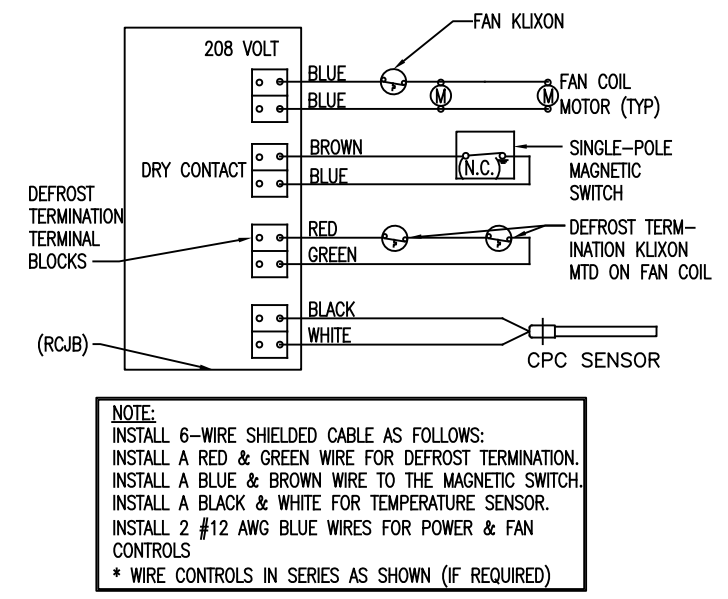 FAN KLIXON
208 VOLT
BLUE
FAN COIL
MOTOR (TYP)
M
M
BLUE
BROWN
DRY CONTACT
BLUE
(N.C.)
SINGLE-POLE
MAGNETIC
SWITCH
DEFROST
TERMINATION
TERMINAL
BLOCKS
RED
GREEN
DEFROST TERM-
INATION KLIXON
MTD ON FAN COIL
BLACK
WHITE
(RCJB)
CPC SENSOR
NOTE:
INSTALL 6-WIRE SHIELDED CABLE AS FOLLOWS:
INSTALL A RED & GREEN WIRE FOR DEFROST TERMINATION.
INSTALL A BLUE & BROWN WIRE TO THE MAGNETIC SWITCH.
INSTALL A BLACK & WHITE FOR TEMPERATURE SENSOR.
INSTALL 2 #12 AWG BLUE WIRES FOR POWER & FAN
CONTROLS
* WIRE CONTROLS IN SERIES AS SHOWN (IF REQUIRED)